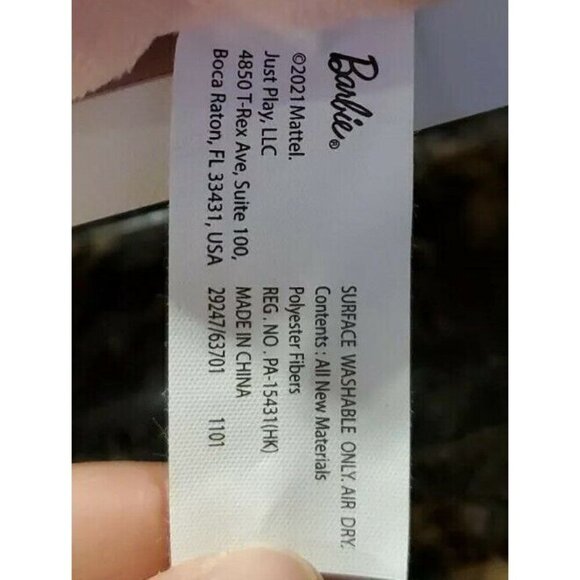 Barbie®
©2021 Mattel.
Just Play, LLC
4850 T-Rex Ave, Suite 100,
Boca Raton, FL 33431, USA
SURFACE WASHABLE ONLY. AIR DRY.
Contents : All New Materials
Polyester Fibers
REG. NO . PA-15431(HK)
MADE IN CHINA
29247/63701 1101